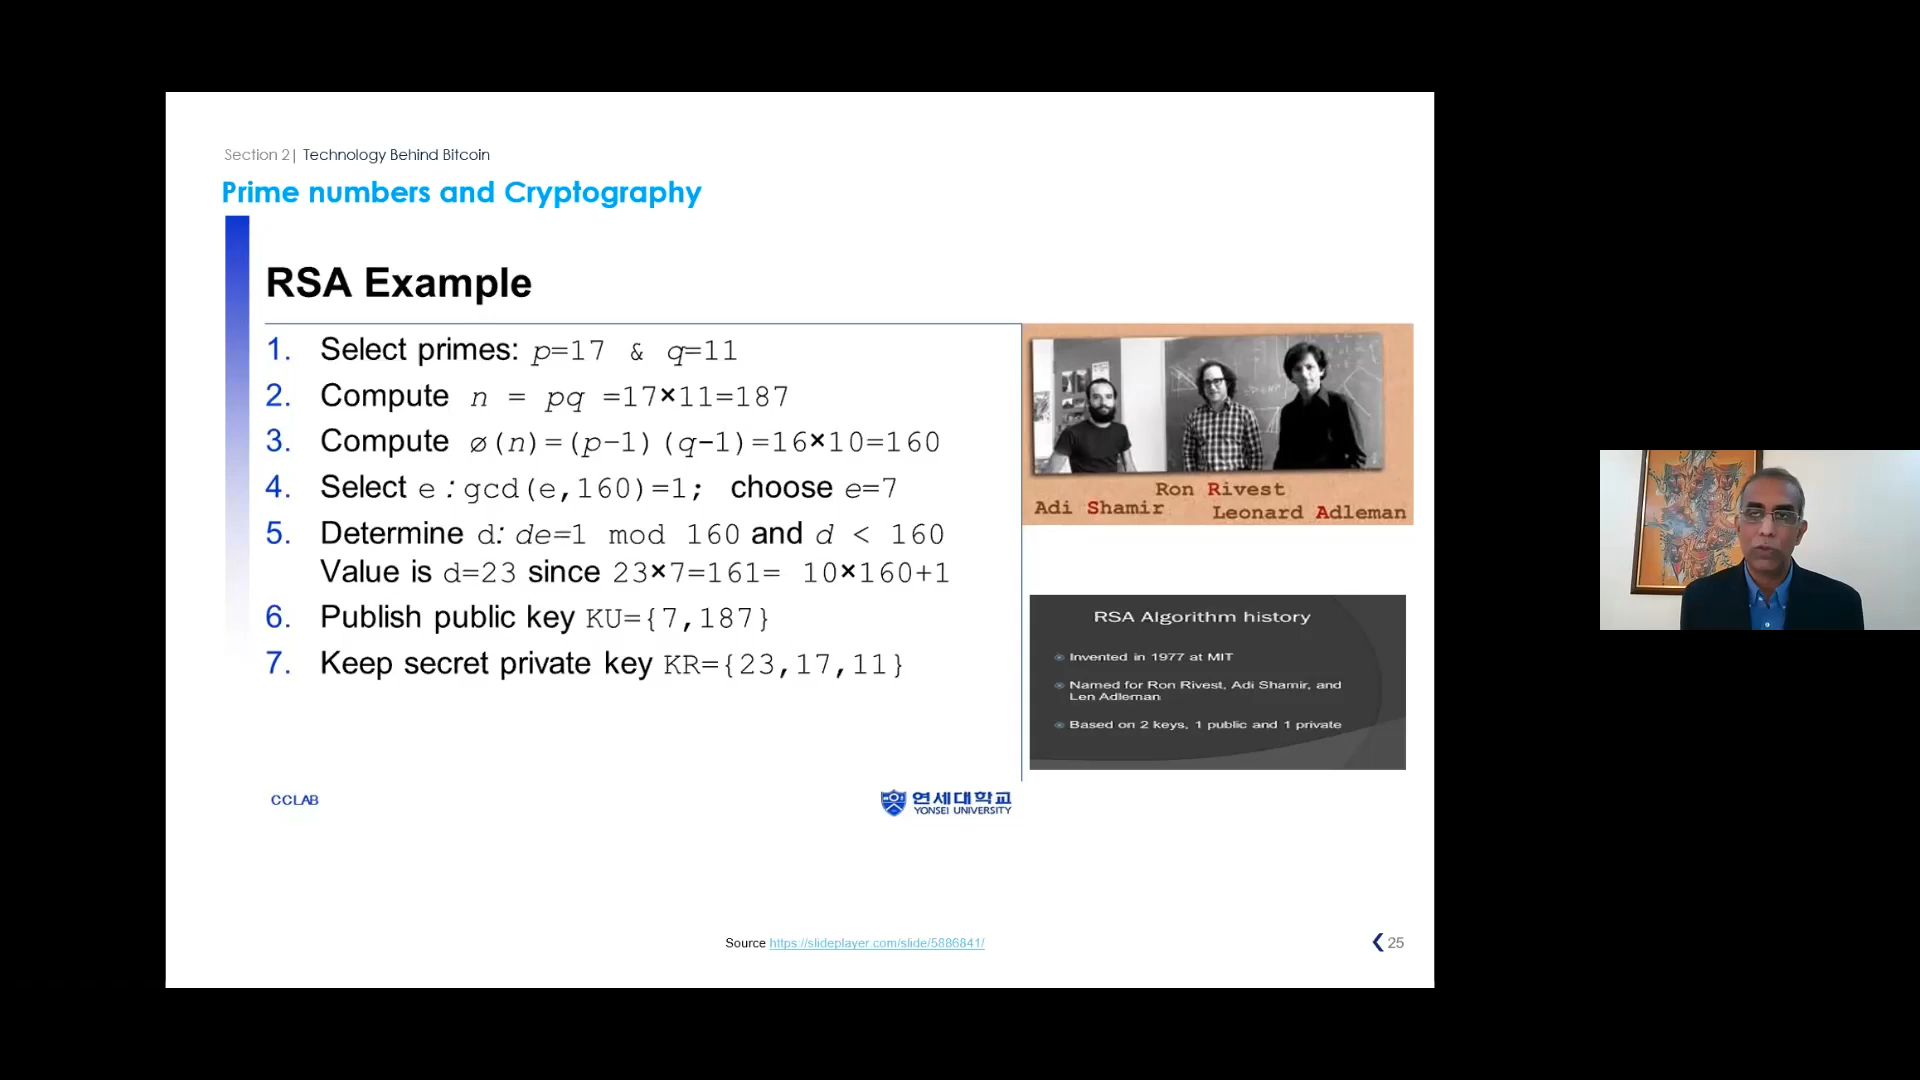 Section 2| Technology Behind Bitcoin
Prime numbers and Cryptography
RSA Example
1. Select primes: p=17 & q=11
2. Compute n = pq =17×11=187
3. Compute ø(n)=(p−1)(q-1)=16×10=160
4. Select e : gcd(e,160)=1; choose e=7
5. Determine d: de=1 mod 160 and d < 160
Value is d=23 since 23×7=161= 10×160+1
6. Publish public key KU={7,187}
7. Keep secret private key KR={23,17,11}
Ron Rivest
Adi Shamir
Leonard Adleman
RSA Algorithm history
Invented in 1977 at MIT
Named for Ron Rivest, Adi Shamir, and
Len Adleman
Based on 2 keys, 1 public and 1 private
CCLAB
연세대학교
YONSEI UNIVERSITY
Source https://slideplayer.com/slide/5886841/
25